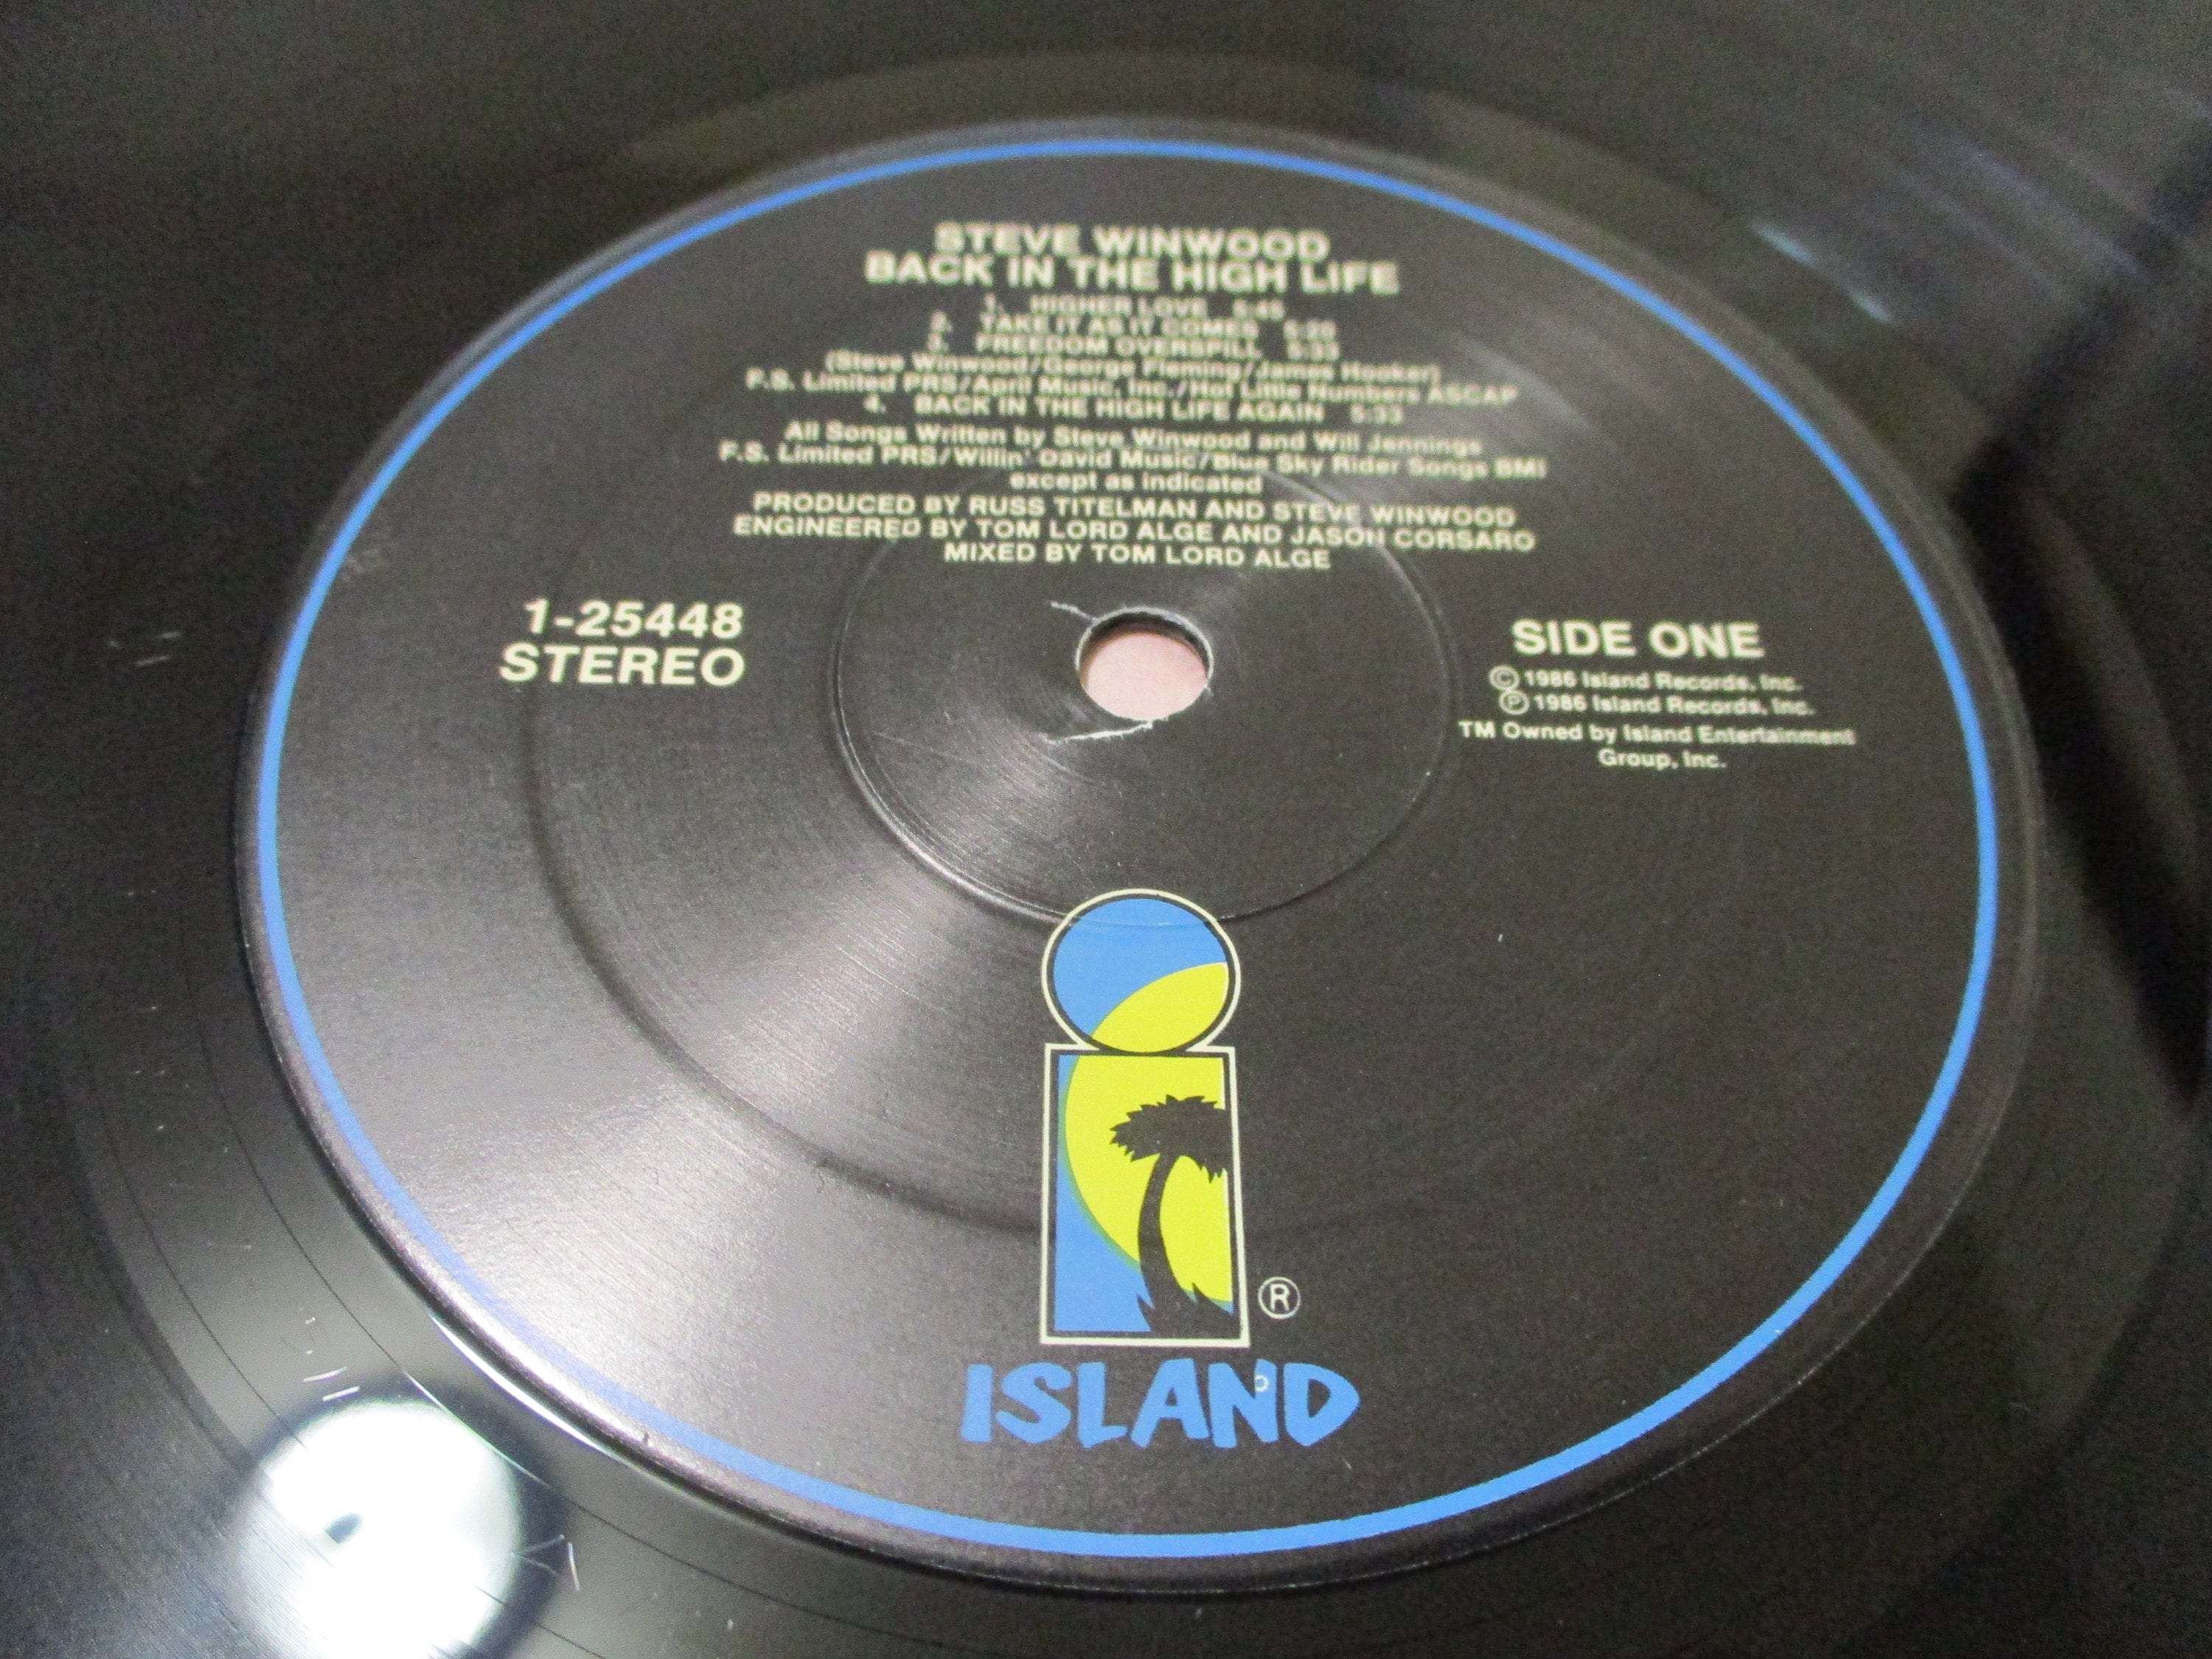 STEVE WINWOOD
BACK IN THE HIGH LIFE
1. HIGHER LOVE 5:45
2. TAKE IT AS IT COMES 5:20
3. FREEDOM OVERSPILL 5:33
(Steve Winwood/George Fleming/James Hooker)
F.S. Limited PRS/April Music, Inc./Hot Little Numbers ASCAP
4. BACK IN THE HIGH LIFE AGAIN 5:33
All Songs Written by Steve Winwood and Will Jennings
F.S. Limited PRS/Willin' David Music/Blue Sky Rider Songs BMI
except as indicated
PRODUCED BY RUSS TITELMAN AND STEVE WINWOOD
ENGINEERED BY TOM LORD ALGE AND JASON CORSARO
MIXED BY TOM LORD ALGE
1-25448
STEREO
SIDE ONE
© 1986 Island Records, Inc.
℗ 1986 Island Records, Inc.
TM Owned by Island Entertainment
Group, Inc.
®
ISLAND